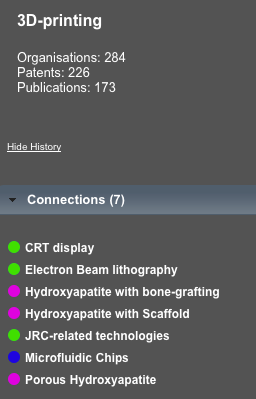 3D-printing
Organisations: 284
Patents: 226
Publications: 173
Hide History
Connections (7)
CRT display
Electron Beam lithography
Hydroxyapatite with bone-grafting
Hydroxyapatite with Scaffold
JRC-related technologies
Microfluidic Chips
Porous Hydroxyapatite